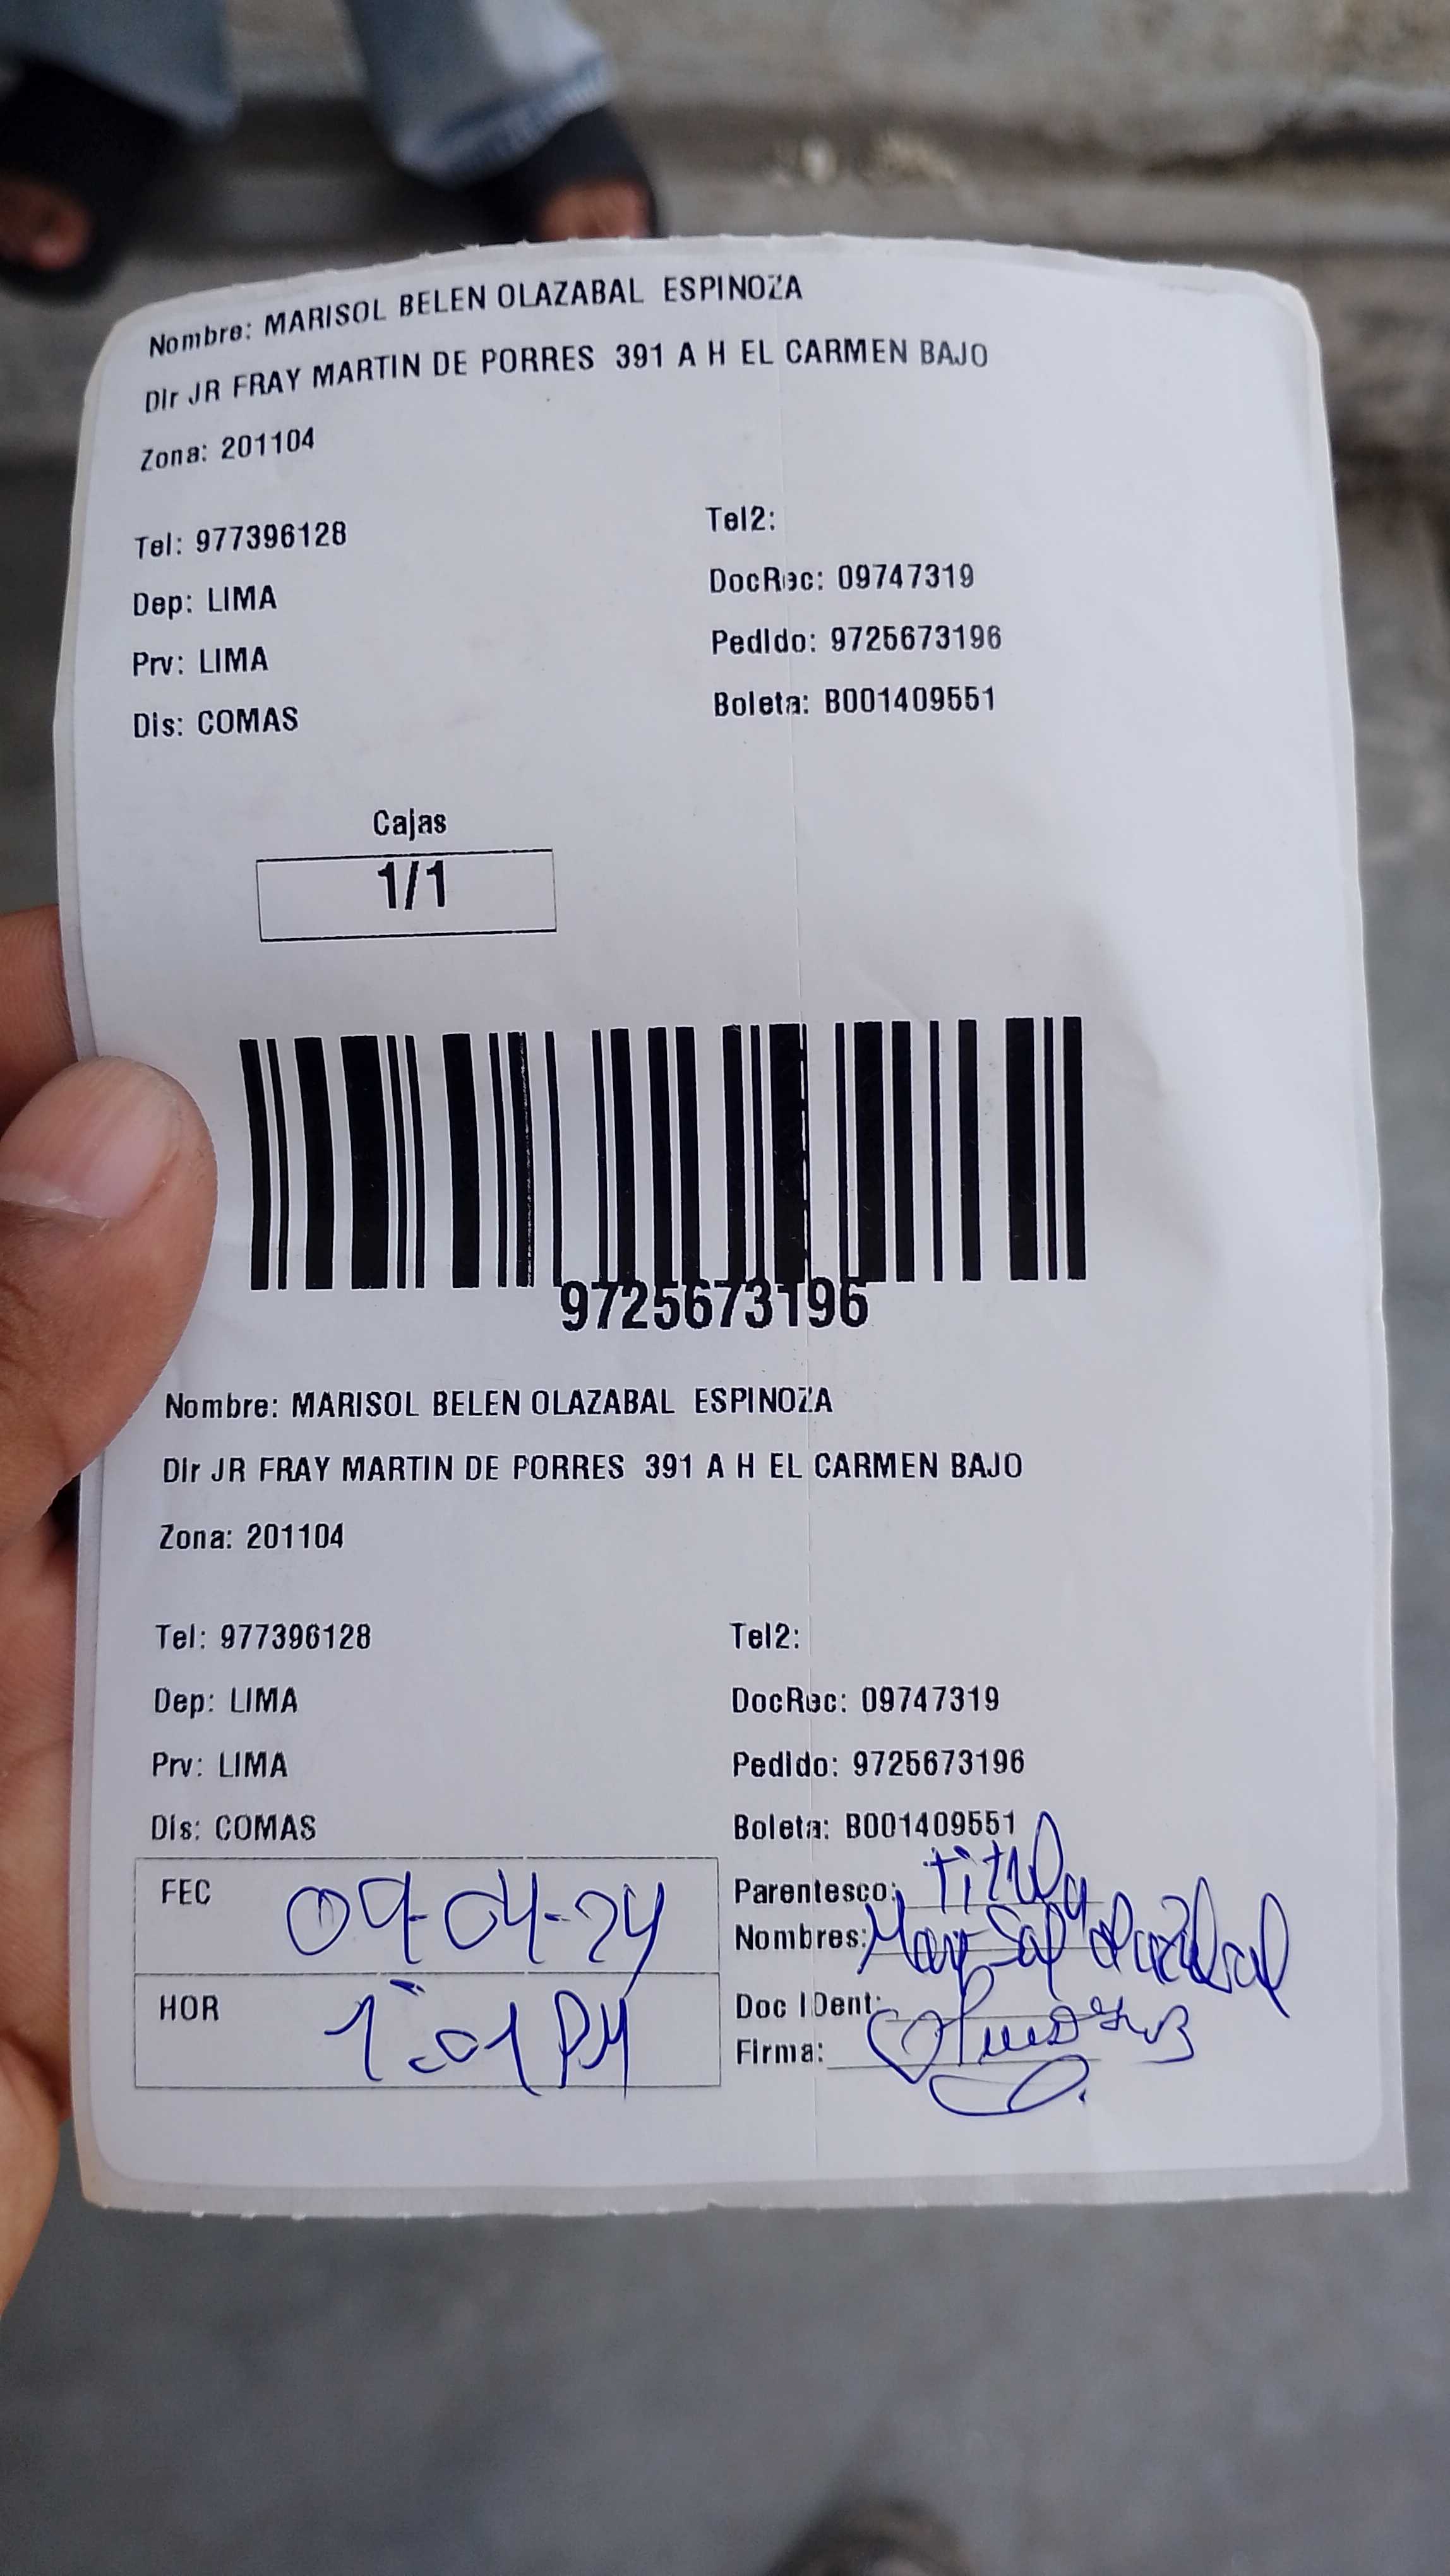 Nombre: MARISOL BELEN OLAZABAL ESPINOZA
Dir JR FRAY MARTIN DE PORRES 391 A H EL CARMEN BAJO
Zona: 201104
Tel: 977396128 Tel2:
DocRec: 09747319
Dep: LIMA
Pedido: 9725673196
Prv: LIMA
Boleta: B001409551
Dis: COMAS
Cajas
1/1
9725673196
Nombre: MARISOL BELEN OLAZABAL ESPINOZA
Dir JR FRAY MARTIN DE PORRES 391 A H EL CARMEN BAJO
Zona: 201104
Tel: 977396128 Tel2:
Dep: LIMA DocRec: 09747319
Prv: LIMA Pedido: 9725673196
Dis: COMAS Boleta: B001409551
FEC 09-04-24 Parentesco:
Nombres: Marisol Olazabal
HOR 1:01 PM Doc IDent:
Firma: